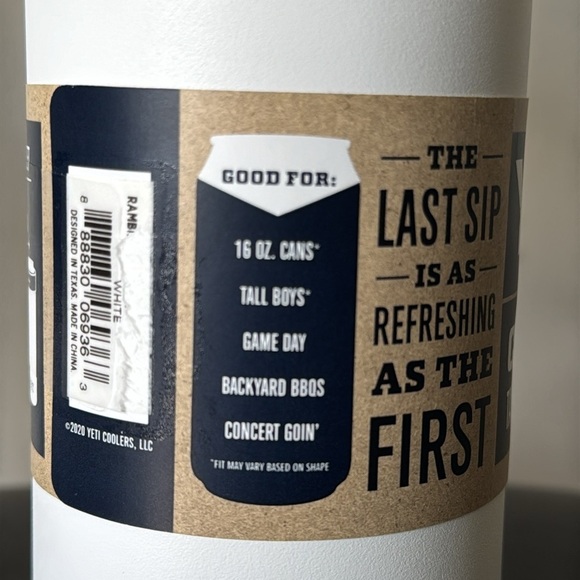 RAMB
WHITE
8 88830 06936 3
DESIGNED IN TEXAS. MADE IN CHINA.
©2020 YETI COOLERS, LLC
GOOD FOR:
16 OZ. CANS*
TALL BOYS*
GAME DAY
BACKYARD BBQS
CONCERT GOIN'
*FIT MAY VARY BASED ON SHAPE
THE
LAST SIP
IS AS
REFRESHING
AS THE
FIRST